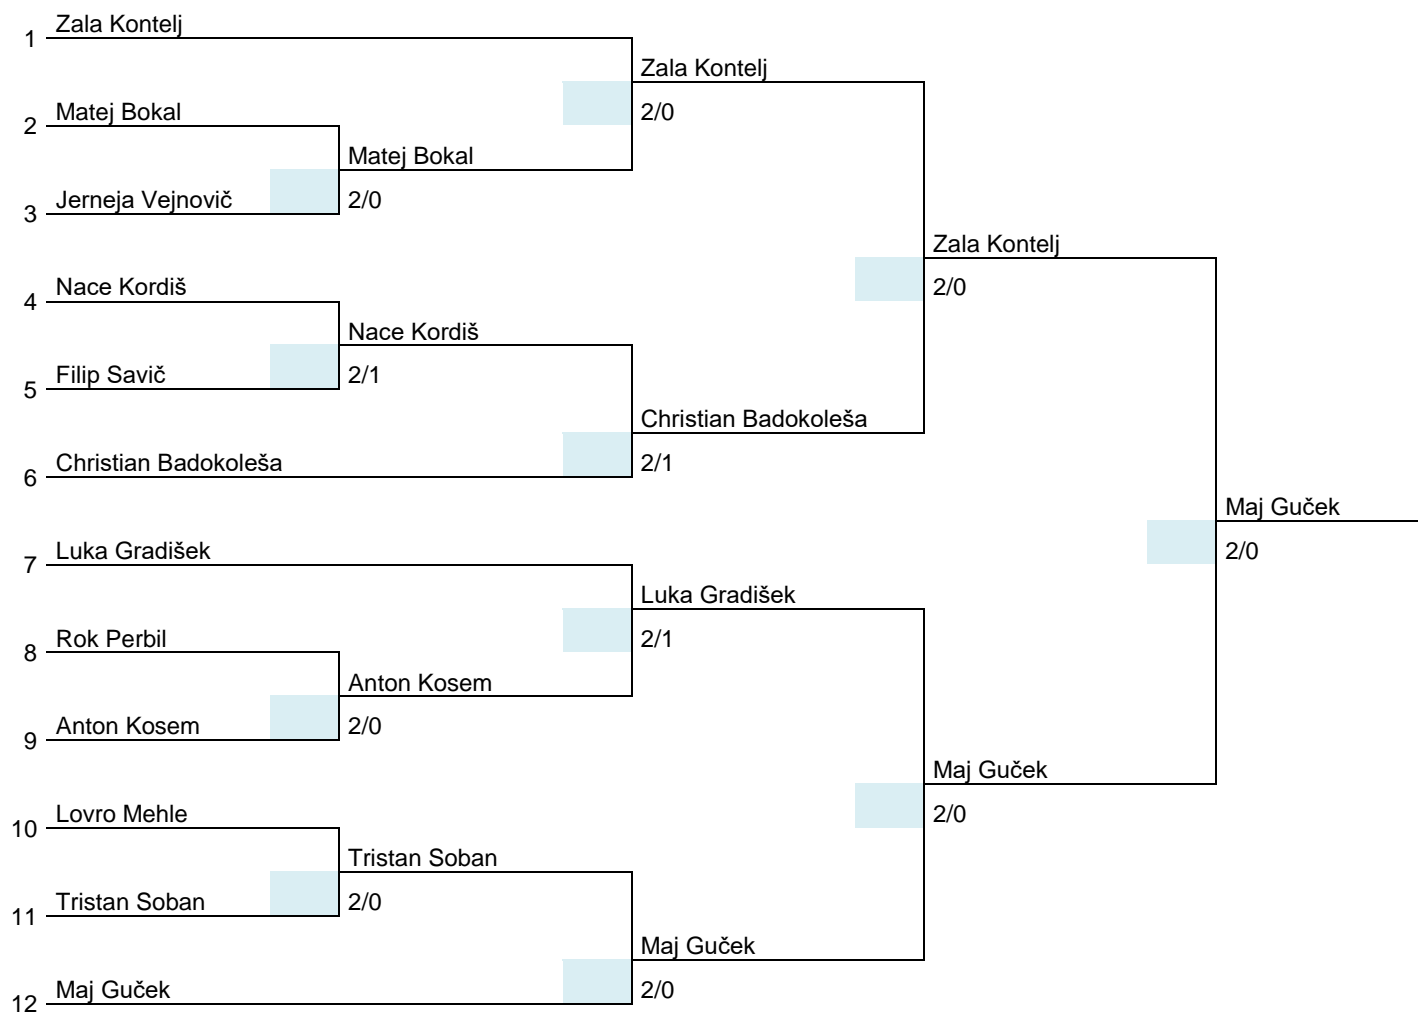 Zala Kontelj
1
Zala Kontelj
2/0
Matej Bokal
2
Matej Bokal
2/0
Jerneja Vejnovič
3
Zala Kontelj
2/0
Nace Kordiš
4
Nace Kordiš
2/1
Filip Savič
5
Christian Badokoleša
2/1
Christian Badokoleša
6
Maj Guček
2/0
Luka Gradišek
7
Luka Gradišek
2/1
Rok Perbil
8
Anton Kosem
2/0
Anton Kosem
9
Maj Guček
2/0
Lovro Mehle
10
Tristan Soban
2/0
Tristan Soban
11
Maj Guček
2/0
Maj Guček
12